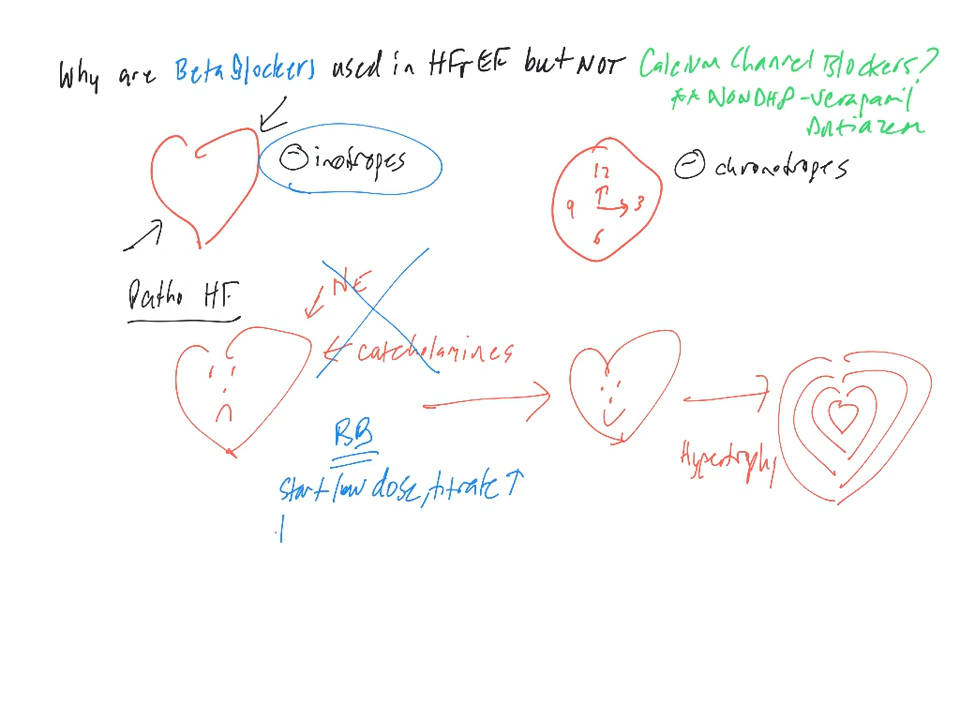 Why are Beta Blockers used in HFrEF but NOT Calcium Channel Blockers?
** NONDHP - Verapamil
Diltiazem
⊖ inotropes
12
9 3
6
⊖ chronotropes
Patho HF
NE
← catcholamines
BB
start low dose, titrate ↑
Hypertrophy